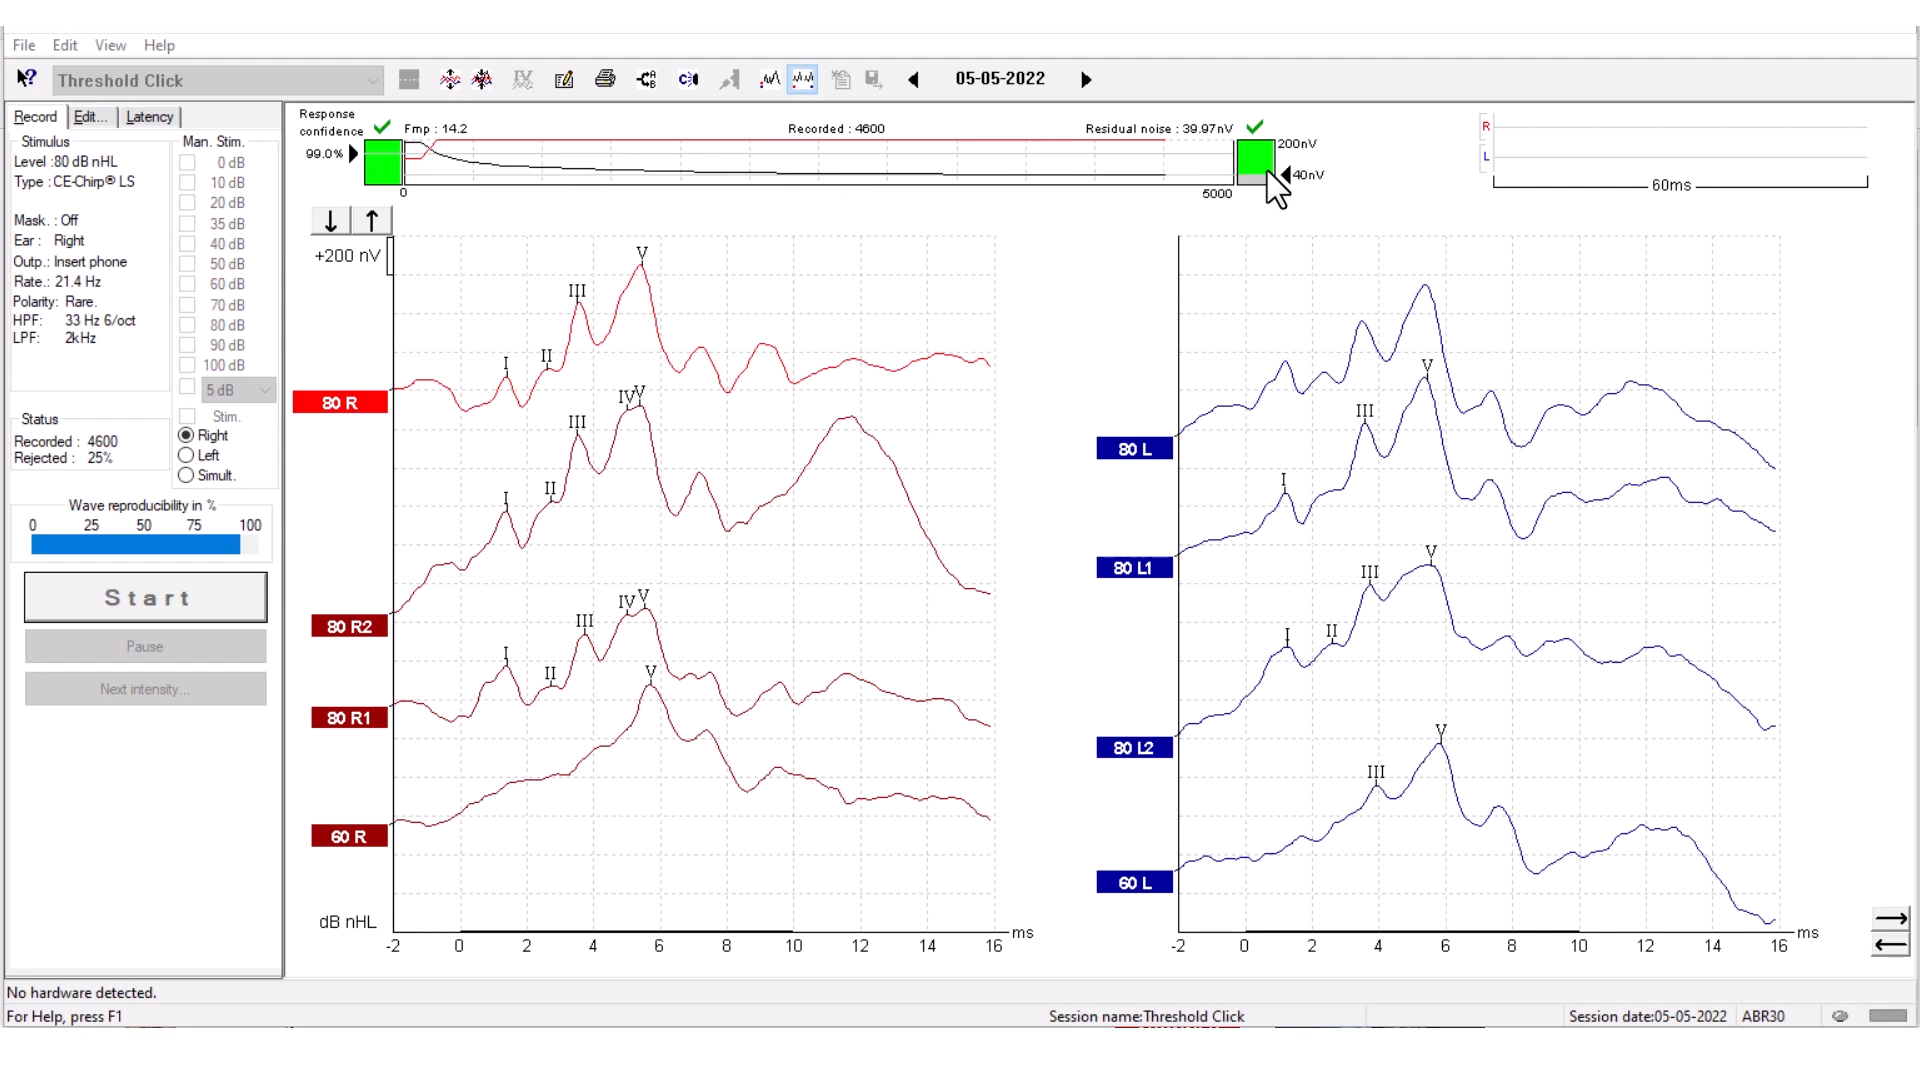 File Edit View Help
Threshold Click
05-05-2022
Record Edit... Latency
Stimulus
Level :80 dB nHL
Type : CE-Chirp® LS
Mask. : Off
Ear : Right
Outp.: Insert phone
Rate.: 21.4 Hz
Polarity: Rare.
HPF: 33 Hz 6/oct
LPF: 2kHz
Man. Stim.
0 dB
10 dB
20 dB
35 dB
40 dB
50 dB
60 dB
70 dB
80 dB
90 dB
100 dB
5 dB
Stim.
Right
Left
Simult.
Status
Recorded : 4600
Rejected : 25%
Wave reproducibility in %
0 25 50 75 100
Start
Pause
Next intensity...
Response
confidence
99.0%
Fmp : 14.2
Recorded : 4600
Residual noise : 39.97nV
200nV
40nV
0 5000
R
L
60ms
+200 nV
I II III V
80 R
I II III IV V
80 R2
I II III IV V
80 R1
V
60 R
dB nHL
-2 0 2 4 6 8 10 12 14 16 ms
80 L
I III V
80 L1
I II III V
80 L2
III V
60 L
-2 0 2 4 6 8 10 12 14 16 ms
No hardware detected.
For Help, press F1
Session name:Threshold Click
Session date:05-05-2022
ABR30